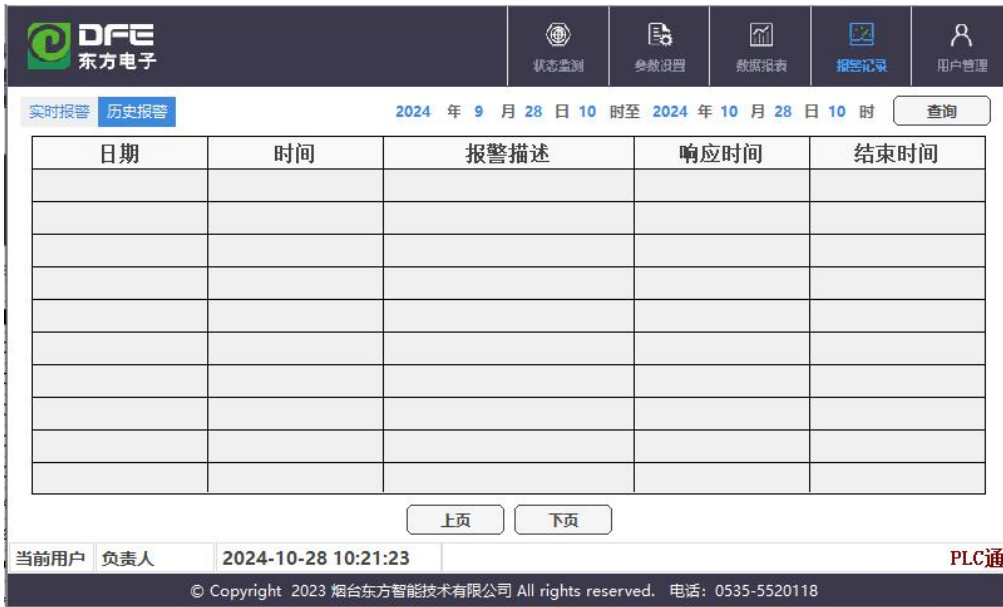 DFE
东方电子
状态监测 参数设置 数据报表 报警记录 用户管理
实时报警 历史报警 2024 年 9 月 28 日 10 时至 2024 年 10 月 28 日 10 时 查询
日期 时间 报警描述 响应时间 结束时间
上页 下页
当前用户 负责人 2024-10-28 10:21:23 PLC通
© Copyright 2023 烟台东方智能技术有限公司 All rights reserved. 电话: 0535-5520118